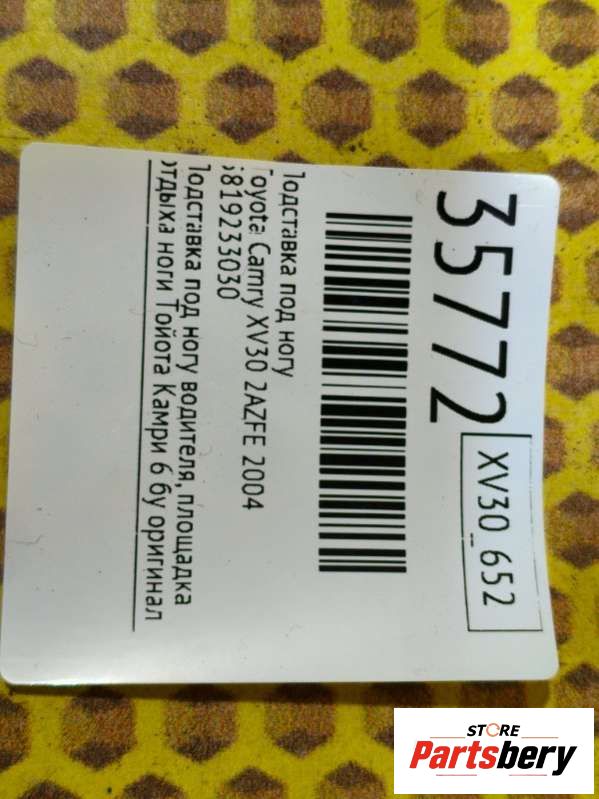 35772
XV30_652
Подставка под ногу
Toyota Camry XV30 2AZFE 2004
5819233030
Подставка под ногу водителя, площадка
отдыха ноги Тойота Камри 6 бу оригинал
STORE
Partsbery